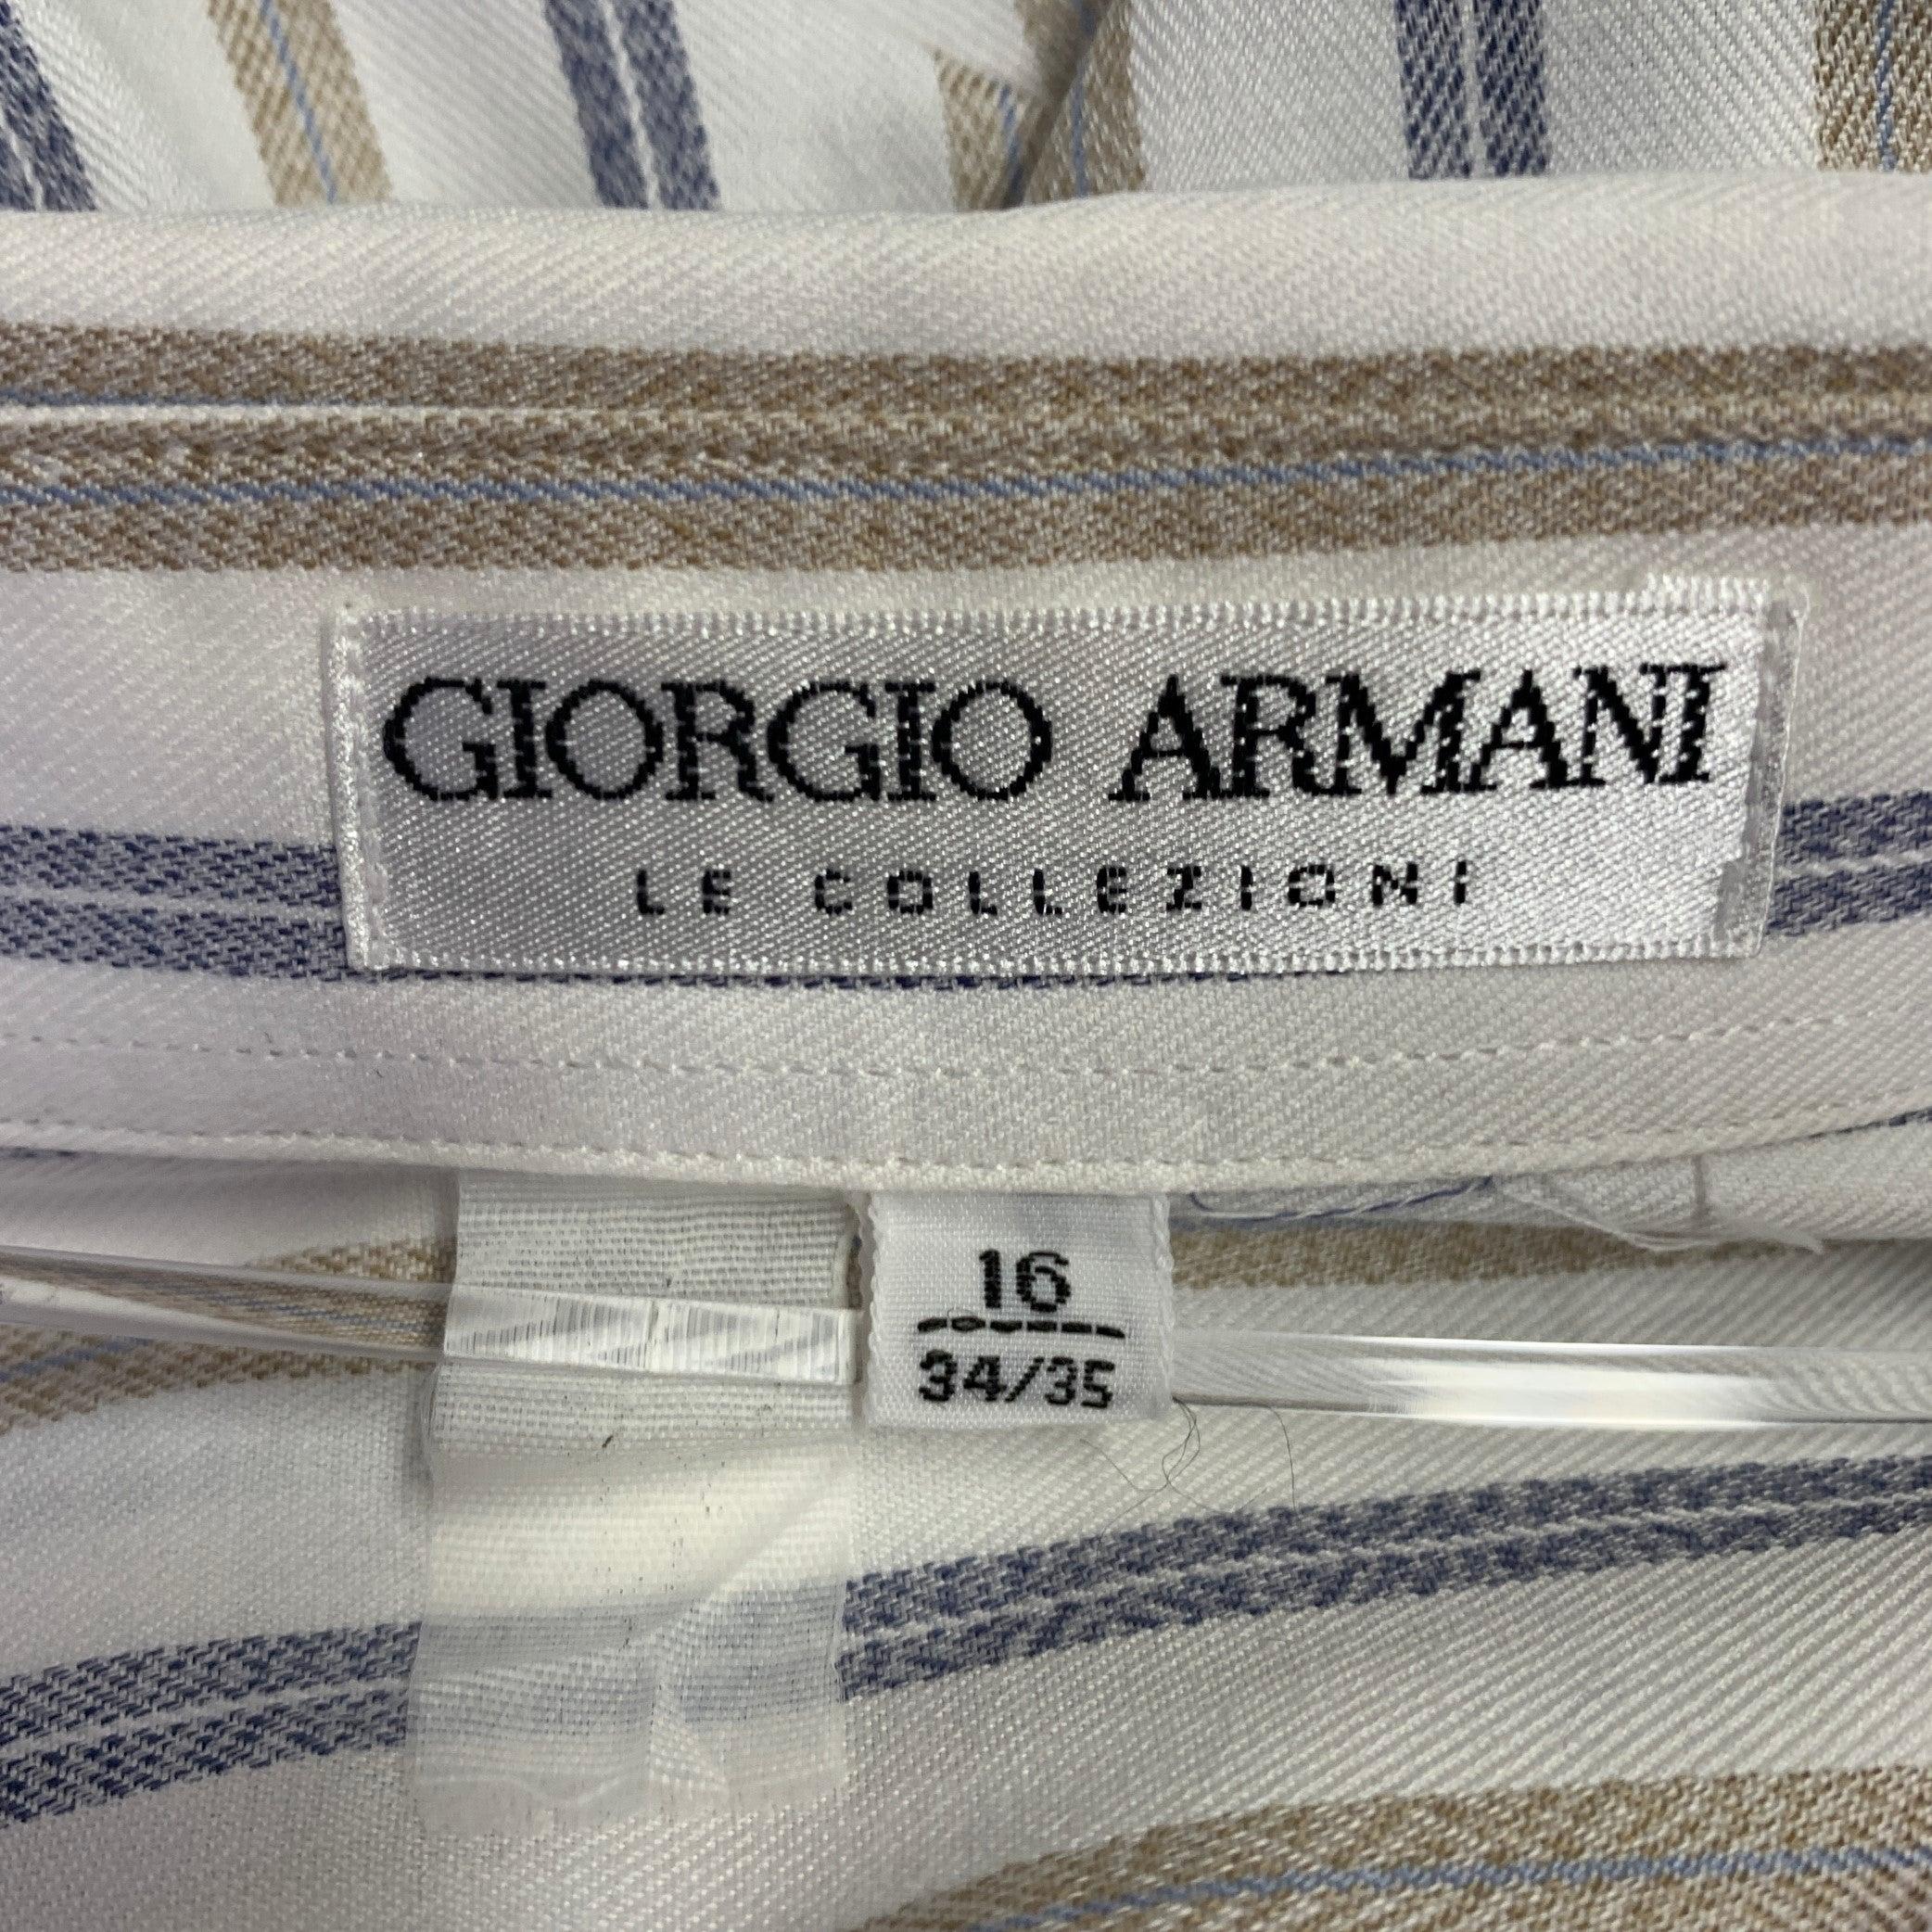 GIORGIO ARMANI
LE COLLEZIONI
16
34/35